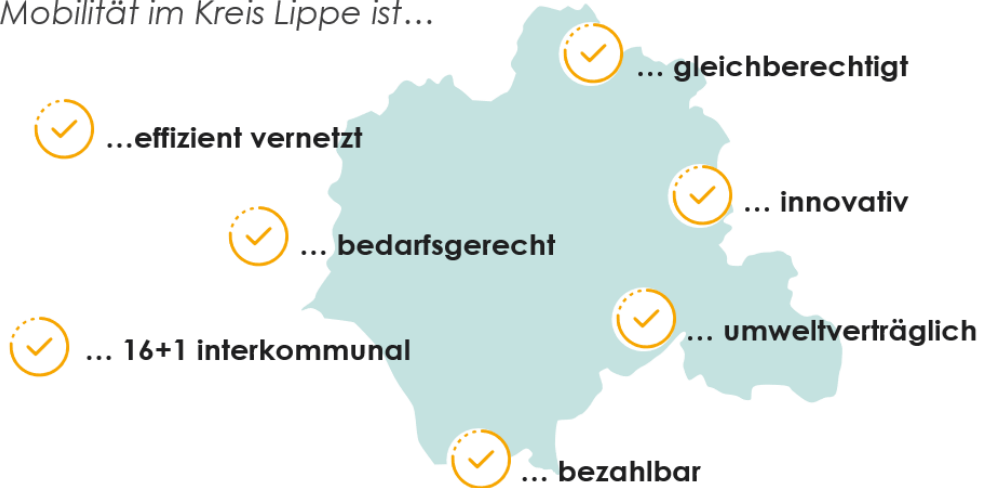 Mobilität im Kreis Lippe ist…
… gleichberechtigt
…effizient vernetzt
… innovativ
… bedarfsgerecht
… umweltverträglich
… 16+1 interkommunal
… bezahlbar